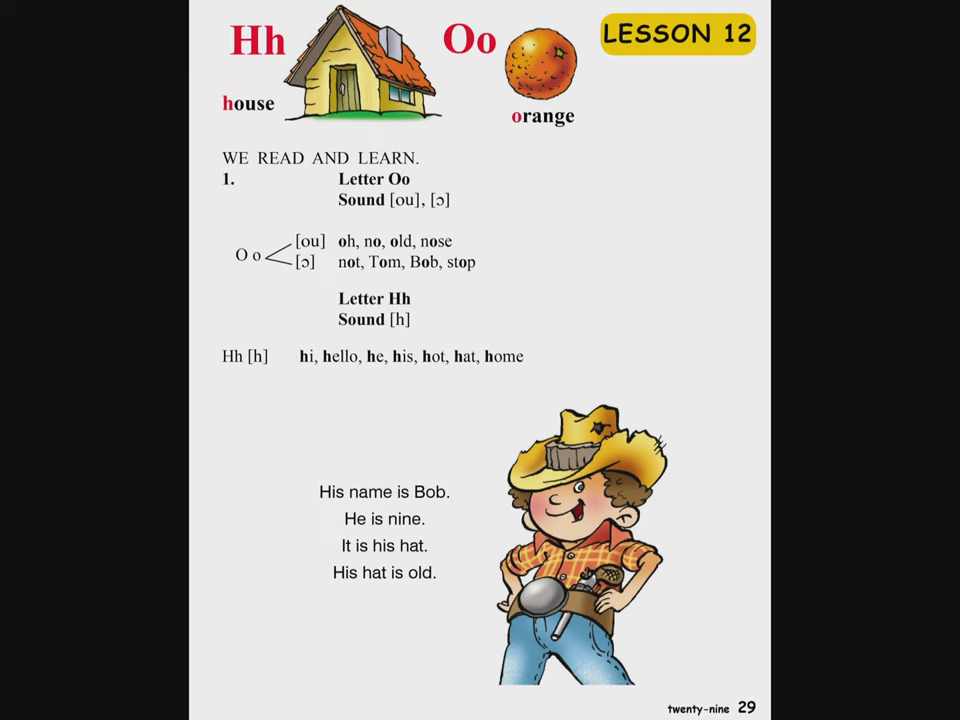 Hh Oo LESSON 12
house
orange
WE READ AND LEARN.
1. Letter Oo
Sound [ou], [ɔ]
O o [ou] oh, no, old, nose
[ɔ] not, Tom, Bob, stop
Letter Hh
Sound [h]
Hh [h] hi, hello, he, his, hot, hat, home
His name is Bob.
He is nine.
It is his hat.
His hat is old.
twenty-nine 29